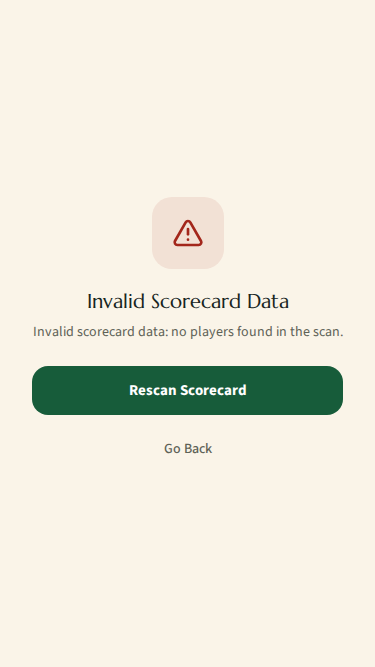 Invalid Scorecard Data
Invalid scorecard data: no players found in the scan.
Rescan Scorecard
Go Back